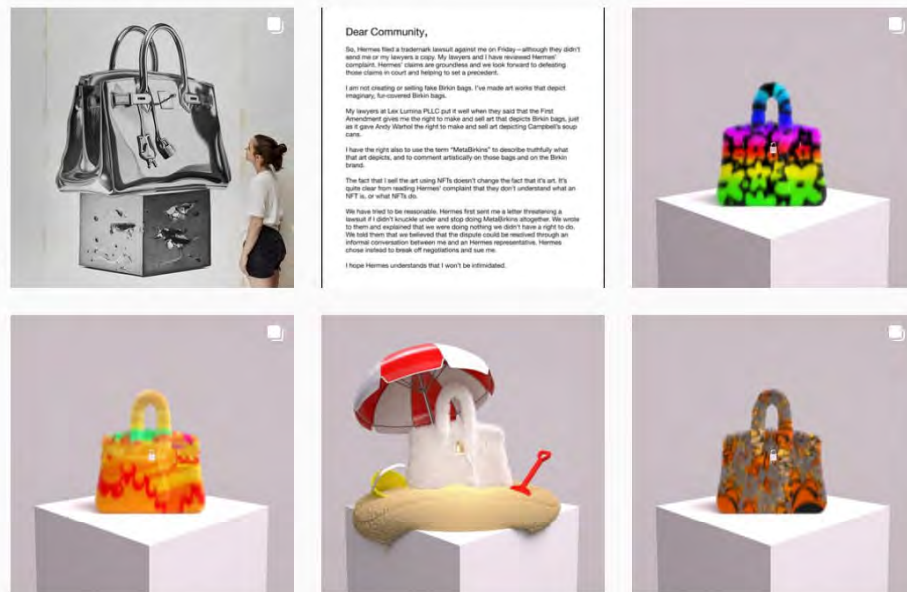 Dear Community,
So, Hermes filed a trademark lawsuit against me on Friday—although they didn't
send me or my lawyers a copy. My lawyers and I have reviewed Hermes'
complaint. Hermes' claims are groundless and we look forward to defeating
those claims in court and helping to set a precedent.
I am not creating or selling fake Birkin bags. I've made art works that depict
imaginary, fur-covered Birkin bags.
My lawyers at Lex Lumina PLLC put it well when they said that the First
Amendment gives me the right to make and sell art that depicts Birkin bags, just
as it gave Andy Warhol the right to make and sell art depicting Campbell's soup
cans.
I have the right also to use the term "MetaBirkins" to describe truthfully what
that art depicts, and to comment artistically on those bags and on the Birkin
brand.
The fact that I sell the art using NFTs doesn't change the fact that it's art. It's
quite clear from reading Hermes' complaint that they don't understand what an
NFT is, or what NFTs do.
We have tried to be reasonable. Hermes first sent me a letter threatening a
lawsuit if I didn't knuckle under and stop doing MetaBirkins altogether. We wrote
to them and explained that we were doing nothing we didn't have a right to do.
We told them that we believed that the dispute could be resolved through an
informal conversation between me and an Hermes representative. Hermes
chose instead to break off negotiations and sue me.
I hope Hermes understands that I won't be intimidated.